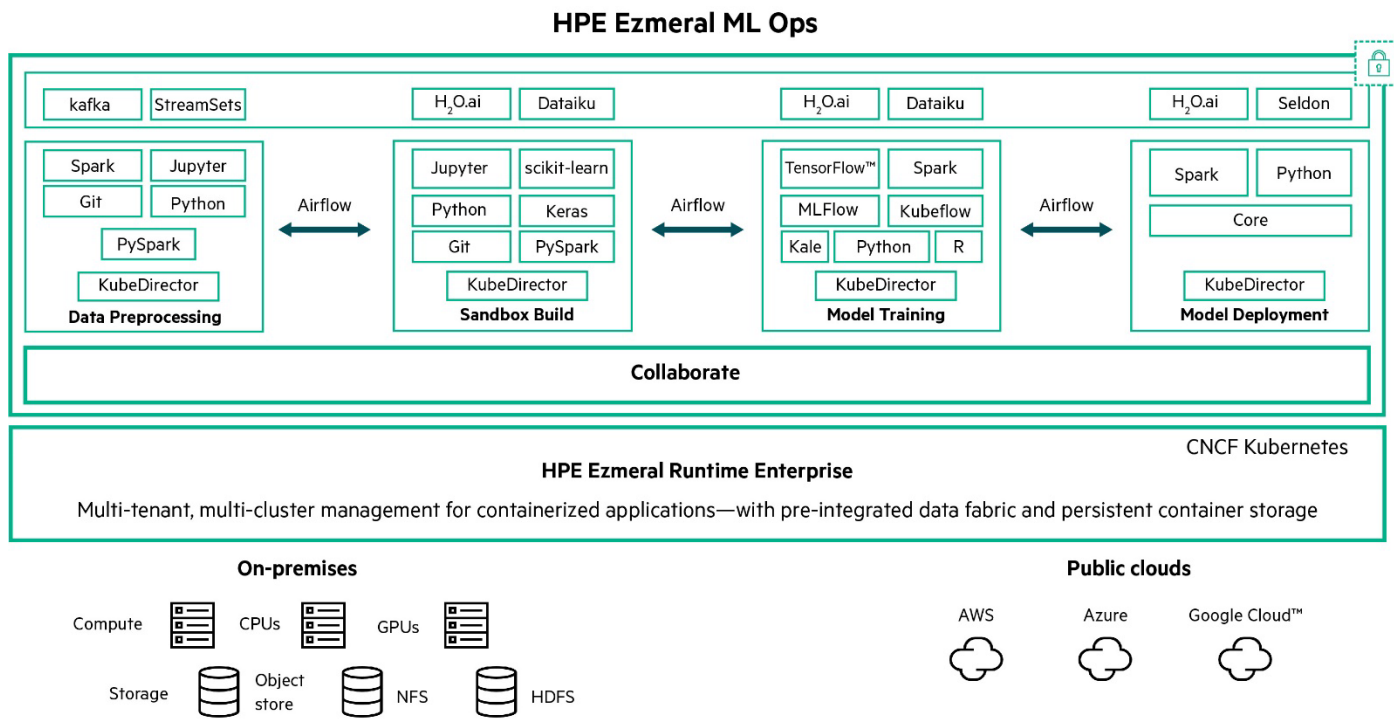 HPE Ezmeral ML Ops
kafka
StreamSets
H2O.ai
Dataiku
H2O.ai
Dataiku
H2O.ai
Seldon
Spark
Jupyter
Git
Python
PySpark
KubeDirector
Data Preprocessing
Airflow
Jupyter
scikit-learn
Python
Keras
Git
PySpark
KubeDirector
Sandbox Build
Airflow
TensorFlow™
Spark
MLFlow
Kubeflow
Kale
Python
R
KubeDirector
Model Training
Airflow
Spark
Python
Core
KubeDirector
Model Deployment
Collaborate
CNCF Kubernetes
HPE Ezmeral Runtime Enterprise
Multi-tenant, multi-cluster management for containerized applications—with pre-integrated data fabric and persistent container storage
On-premises
Compute
CPUs
GPUs
Storage
Object
store
NFS
HDFS
Public clouds
AWS
Azure
Google Cloud™